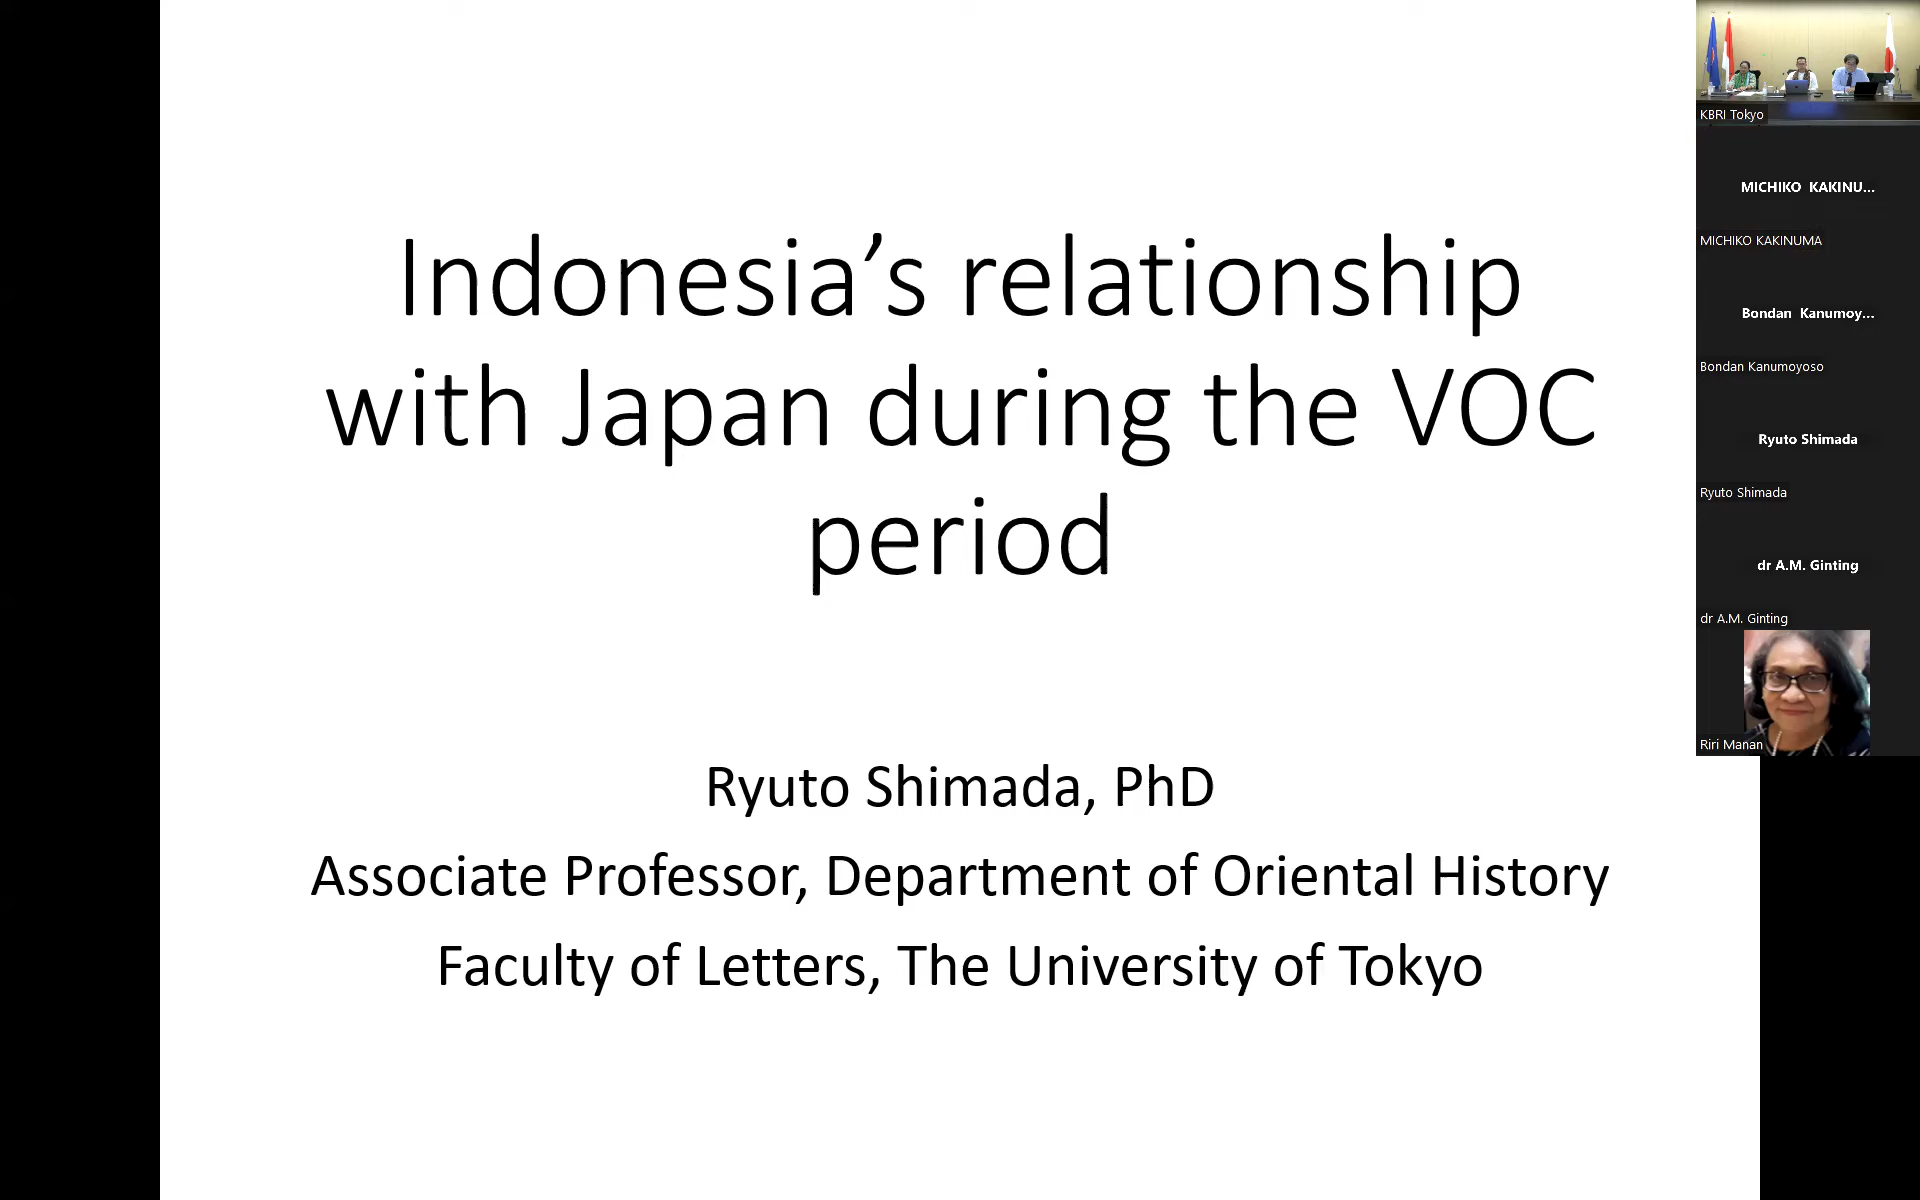 Indonesia’s relationship
with Japan during the VOC
period
Ryuto Shimada, PhD
Associate Professor, Department of Oriental History
Faculty of Letters, The University of Tokyo
KBRI Tokyo
MICHIKO KAKINU...
MICHIKO KAKINUMA
Bondan Kanumoy...
Bondan Kanumoyoso
Ryuto Shimada
Ryuto Shimada
dr A.M. Ginting
dr A.M. Ginting
Riri Manan